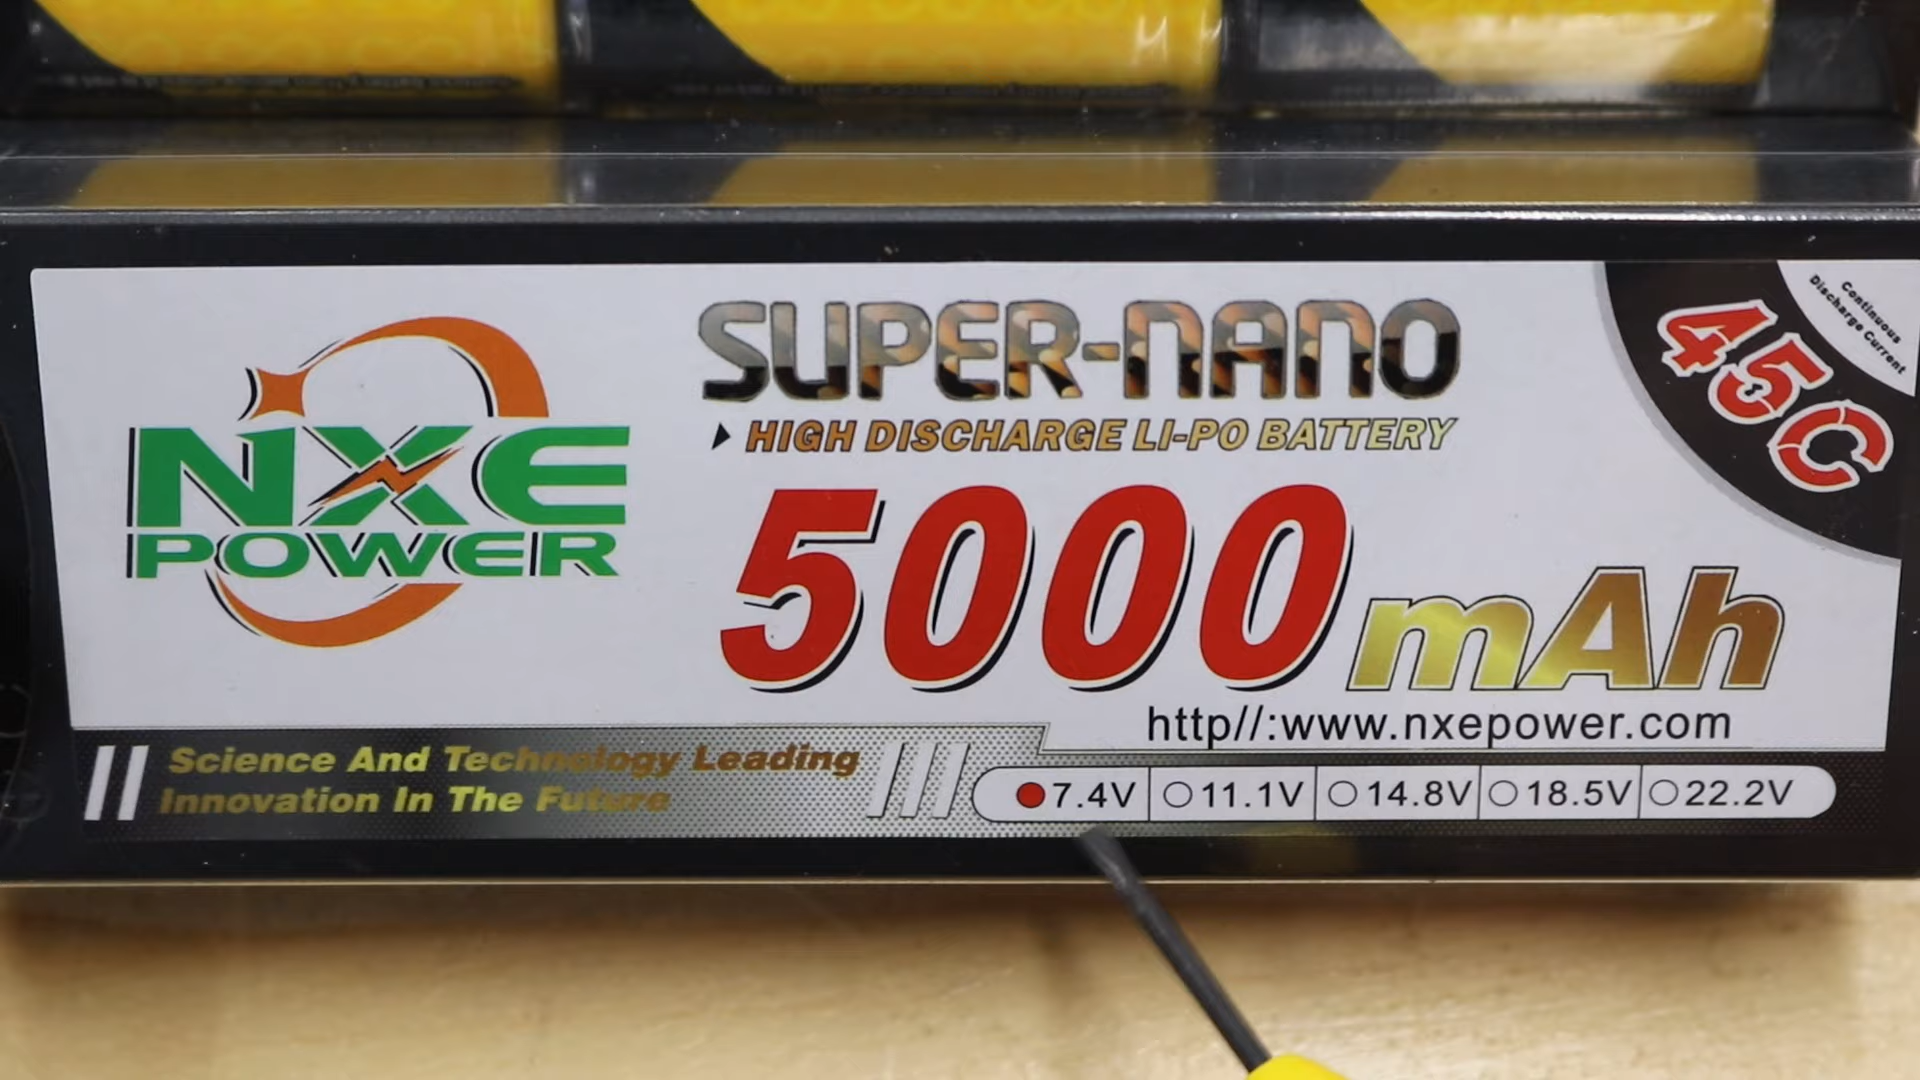 SUPER-NANO
HIGH DISCHARGE LI-PO BATTERY
NXE
POWER
5000mAh
45C
Continuous
Discharge Current
http//:www.nxepower.com
Science And Technology Leading
Innovation In The Future
7.4V 11.1V 14.8V 18.5V 22.2V